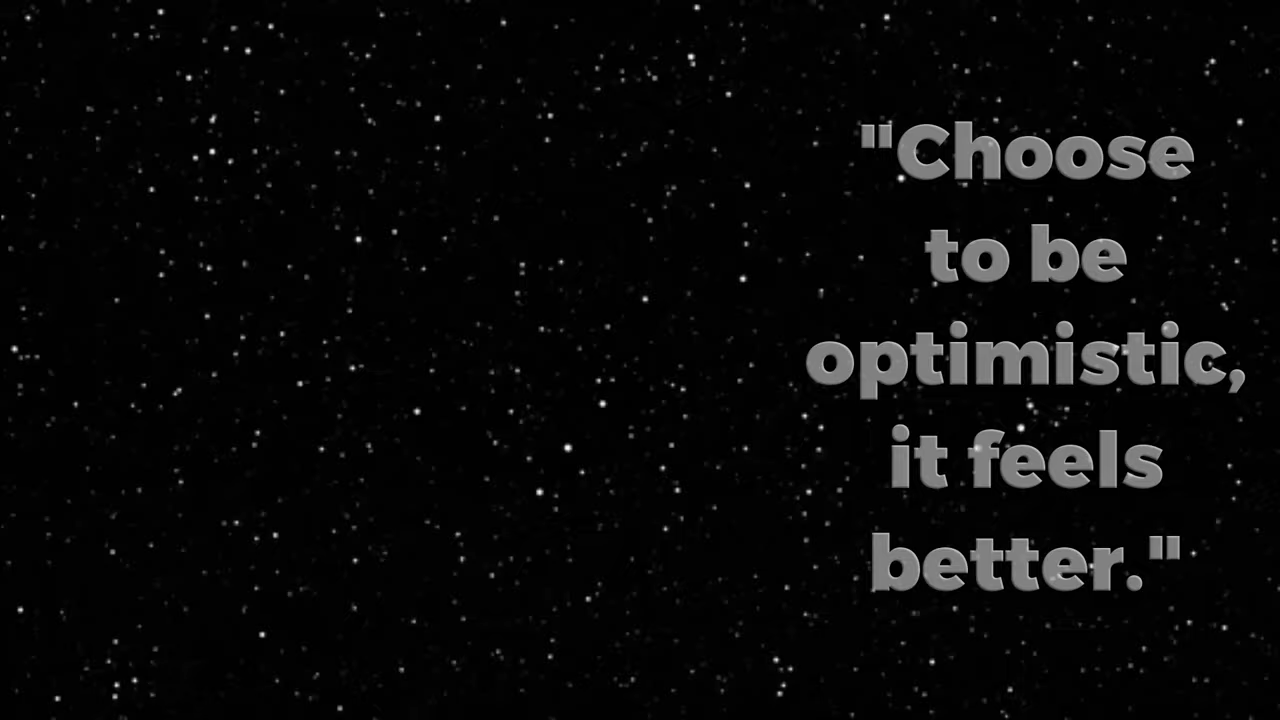 "Choose
to be
optimistic,
it feels
better."